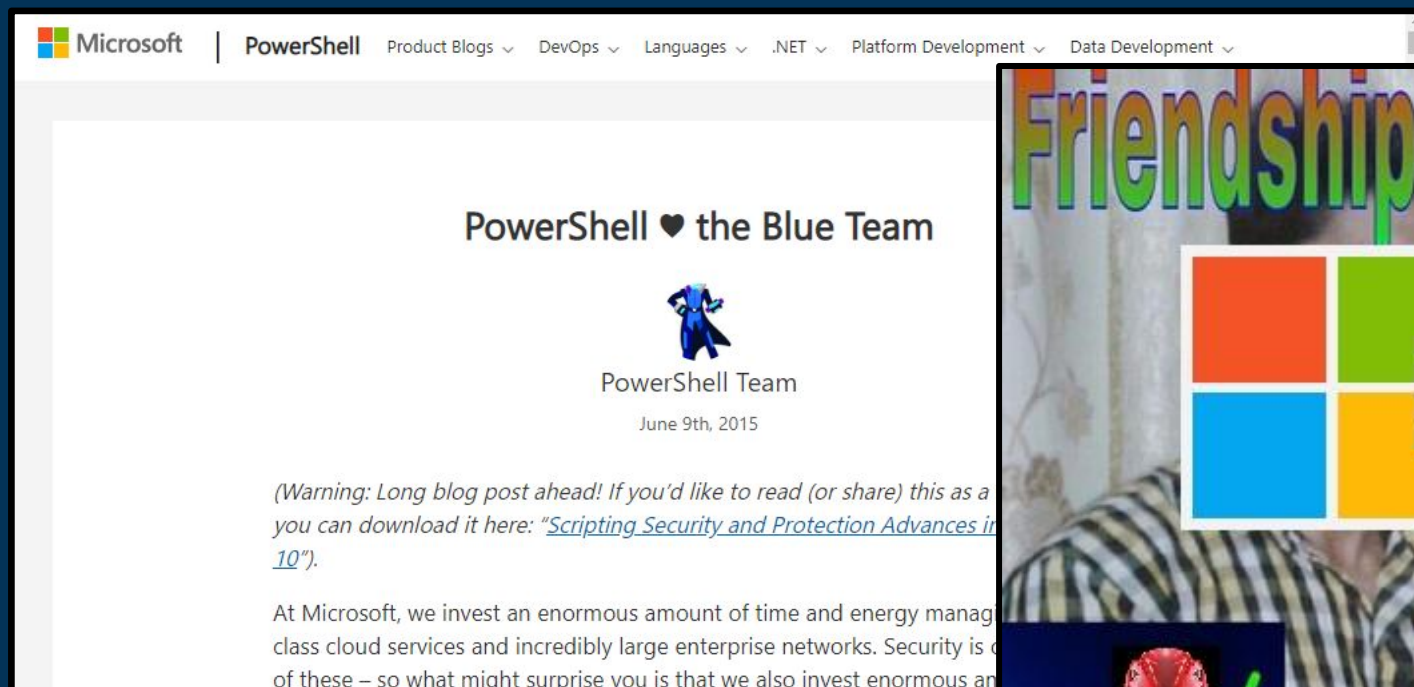 Microsoft | PowerShell Product Blogs DevOps Languages .NET Platform Development Data Development
Friendship
PowerShell ♥ the Blue Team
PowerShell Team
June 9th, 2015
(Warning: Long blog post ahead! If you'd like to read (or share) this as a
you can download it here: "Scripting Security and Protection Advances in
10").
At Microsoft, we invest an enormous amount of time and energy managi
class cloud services and incredibly large enterprise networks. Security is
of these – so what might surprise you is that we also invest enormous am